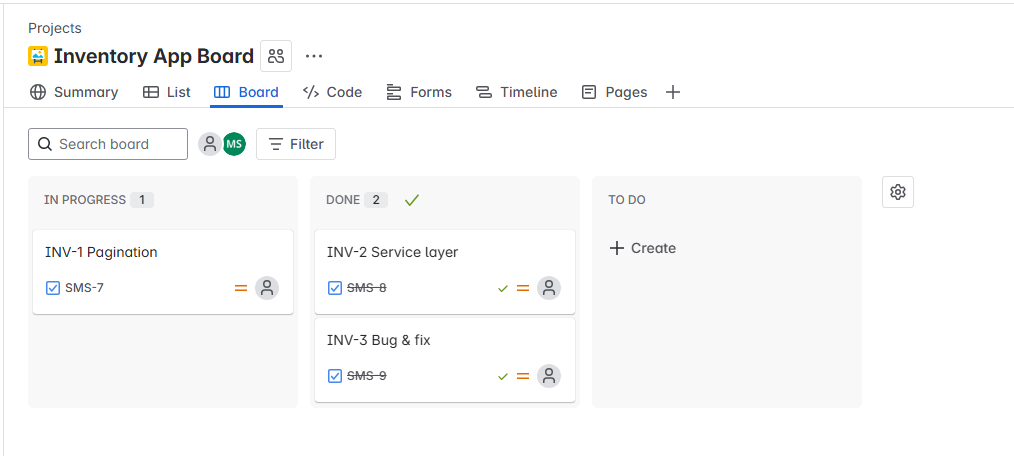 Projects
Inventory App Board
Summary List Board Code Forms Timeline Pages
Search board MS Filter
IN PROGRESS 1
INV-1 Pagination
SMS-7
DONE 2
INV-2 Service layer
SMS-8
INV-3 Bug & fix
SMS-9
TO DO
Create